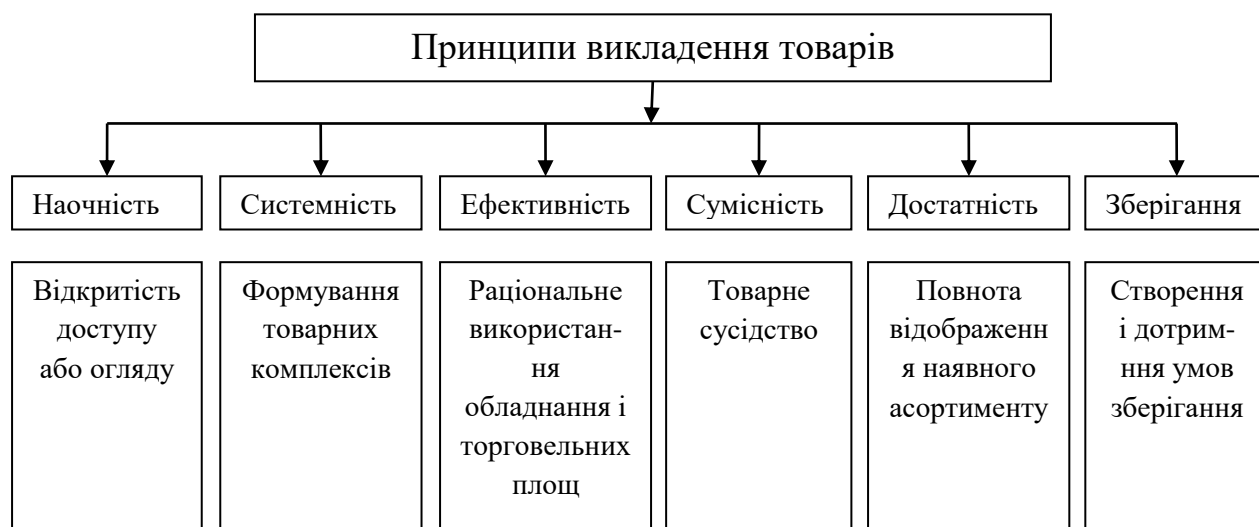 Принципи викладення товарів
Наочність
Системність
Ефективність
Сумісність
Достатність
Зберігання
Відкритість
доступу
або огляду
Формування
товарних
комплексів
Раціональне
використан-
ня
обладнання і
торговельних
площ
Товарне
сусідство
Повнота
відображенн
я наявного
асортименту
Створення
і дотрим-
ння умов
зберігання